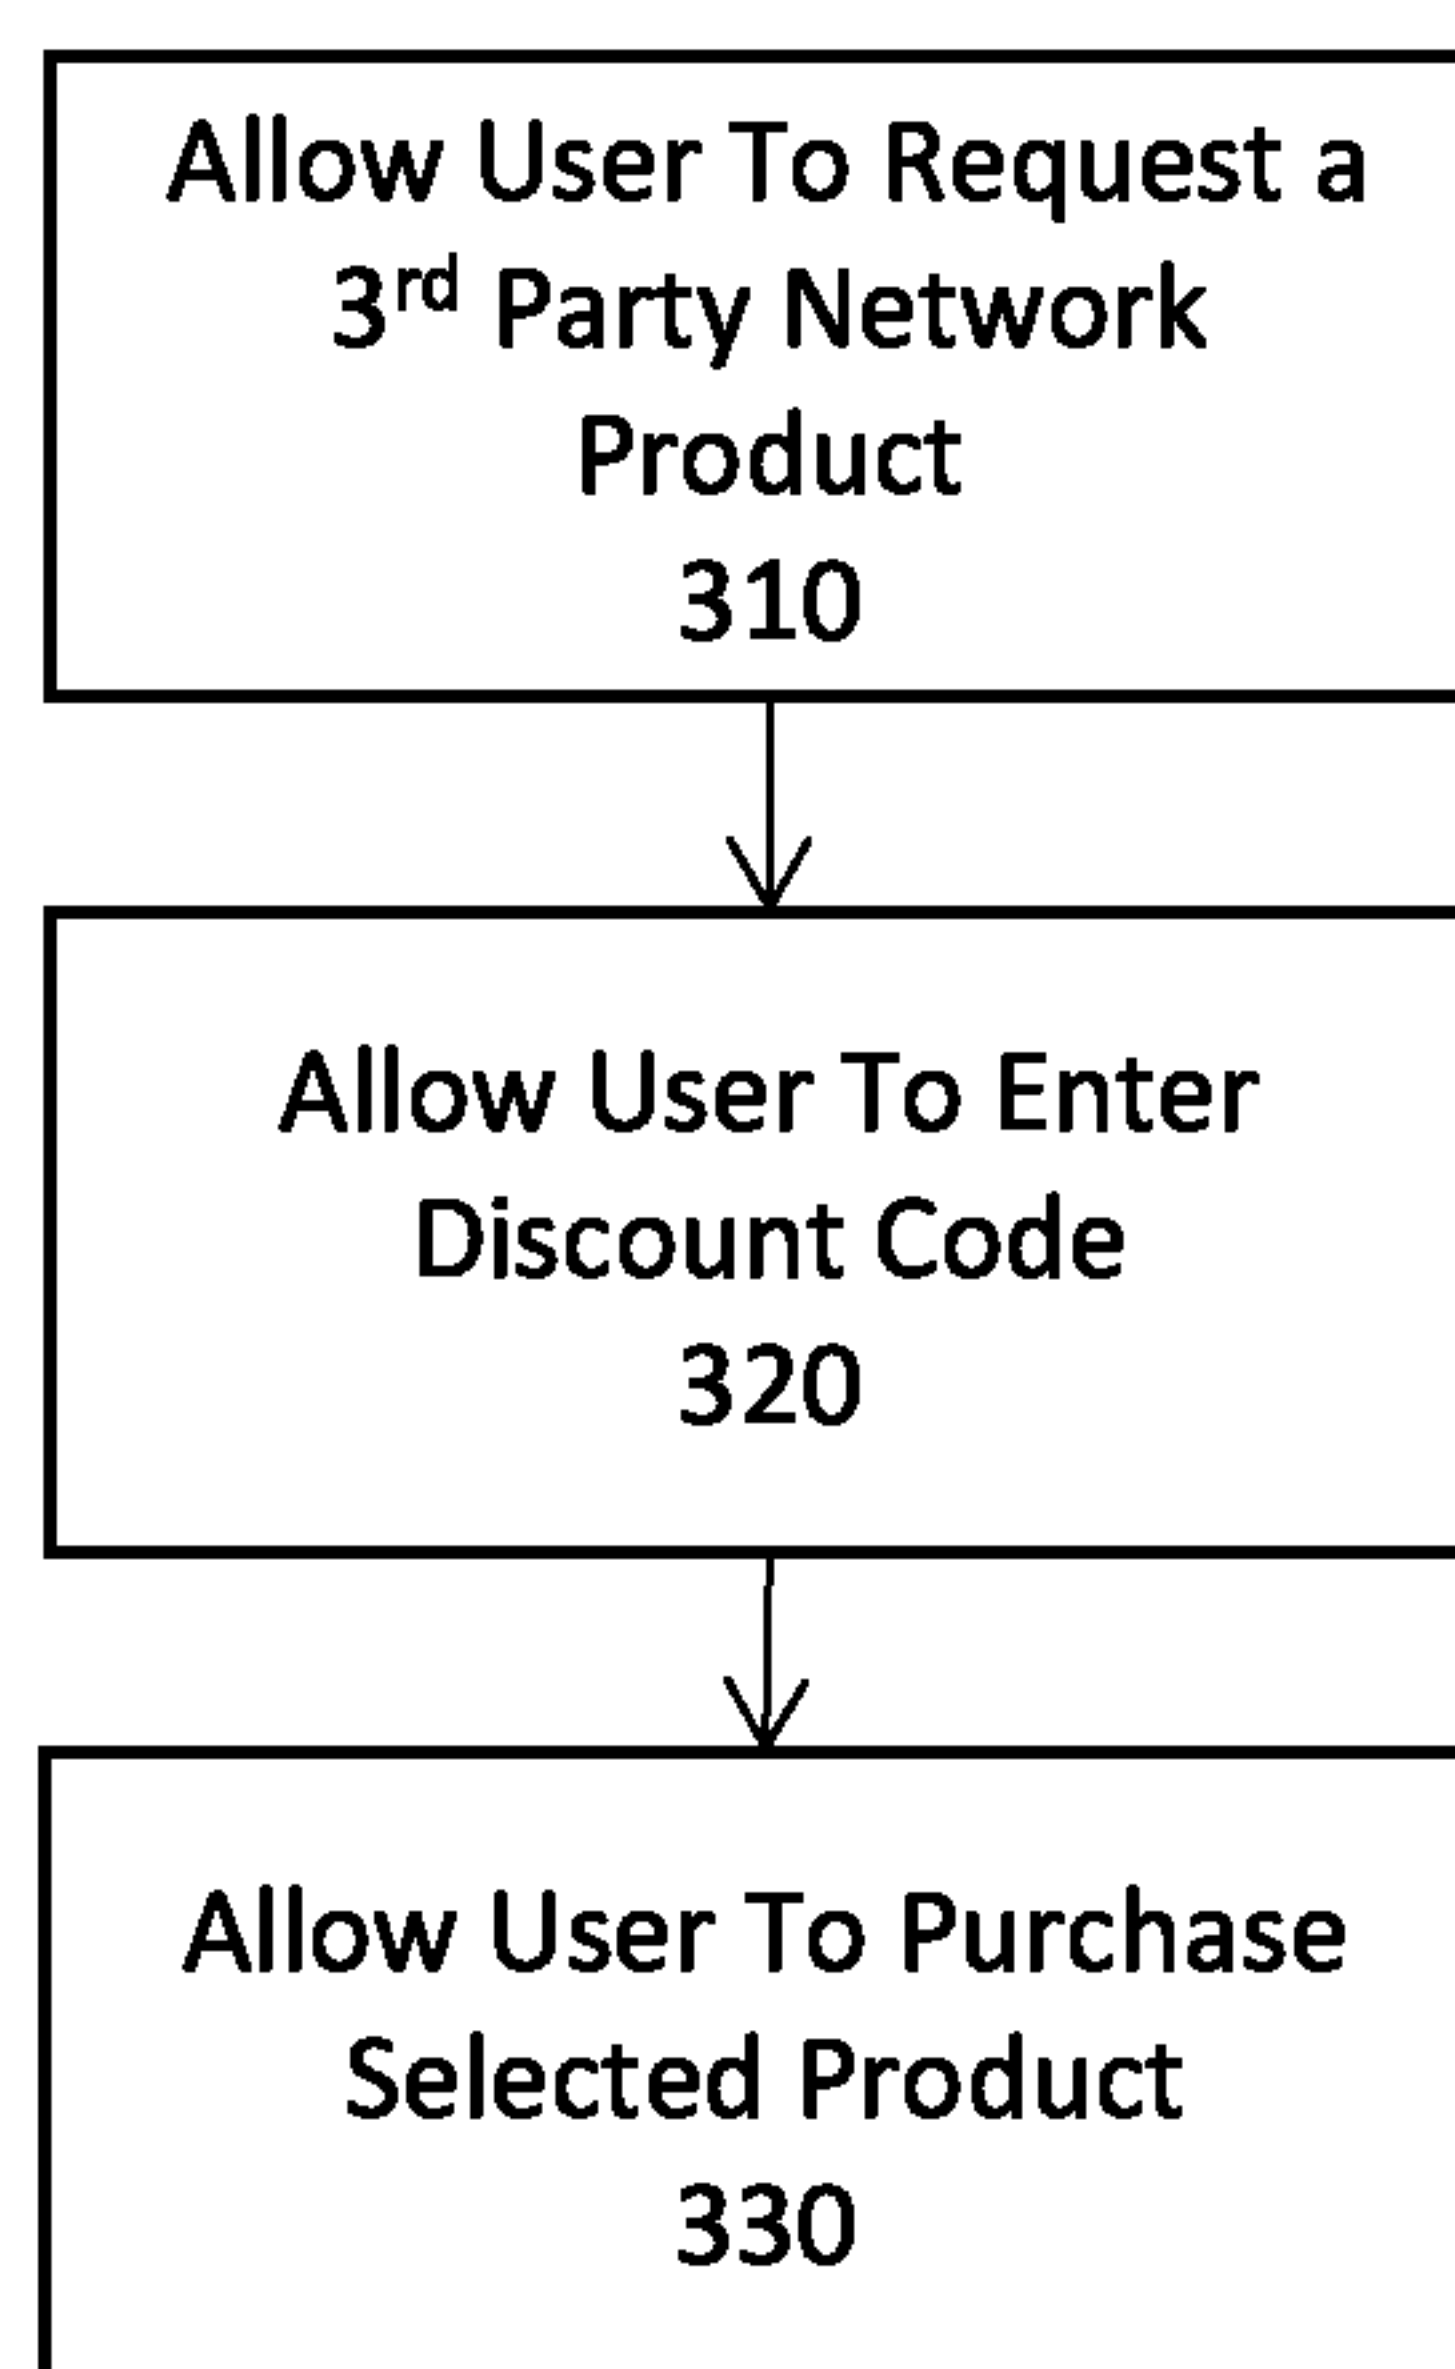 Allow User To Request a
3rd Party Network
Product
310
Allow User To Enter
Discount Code
320
Allow User To Purchase
Selected Product
330